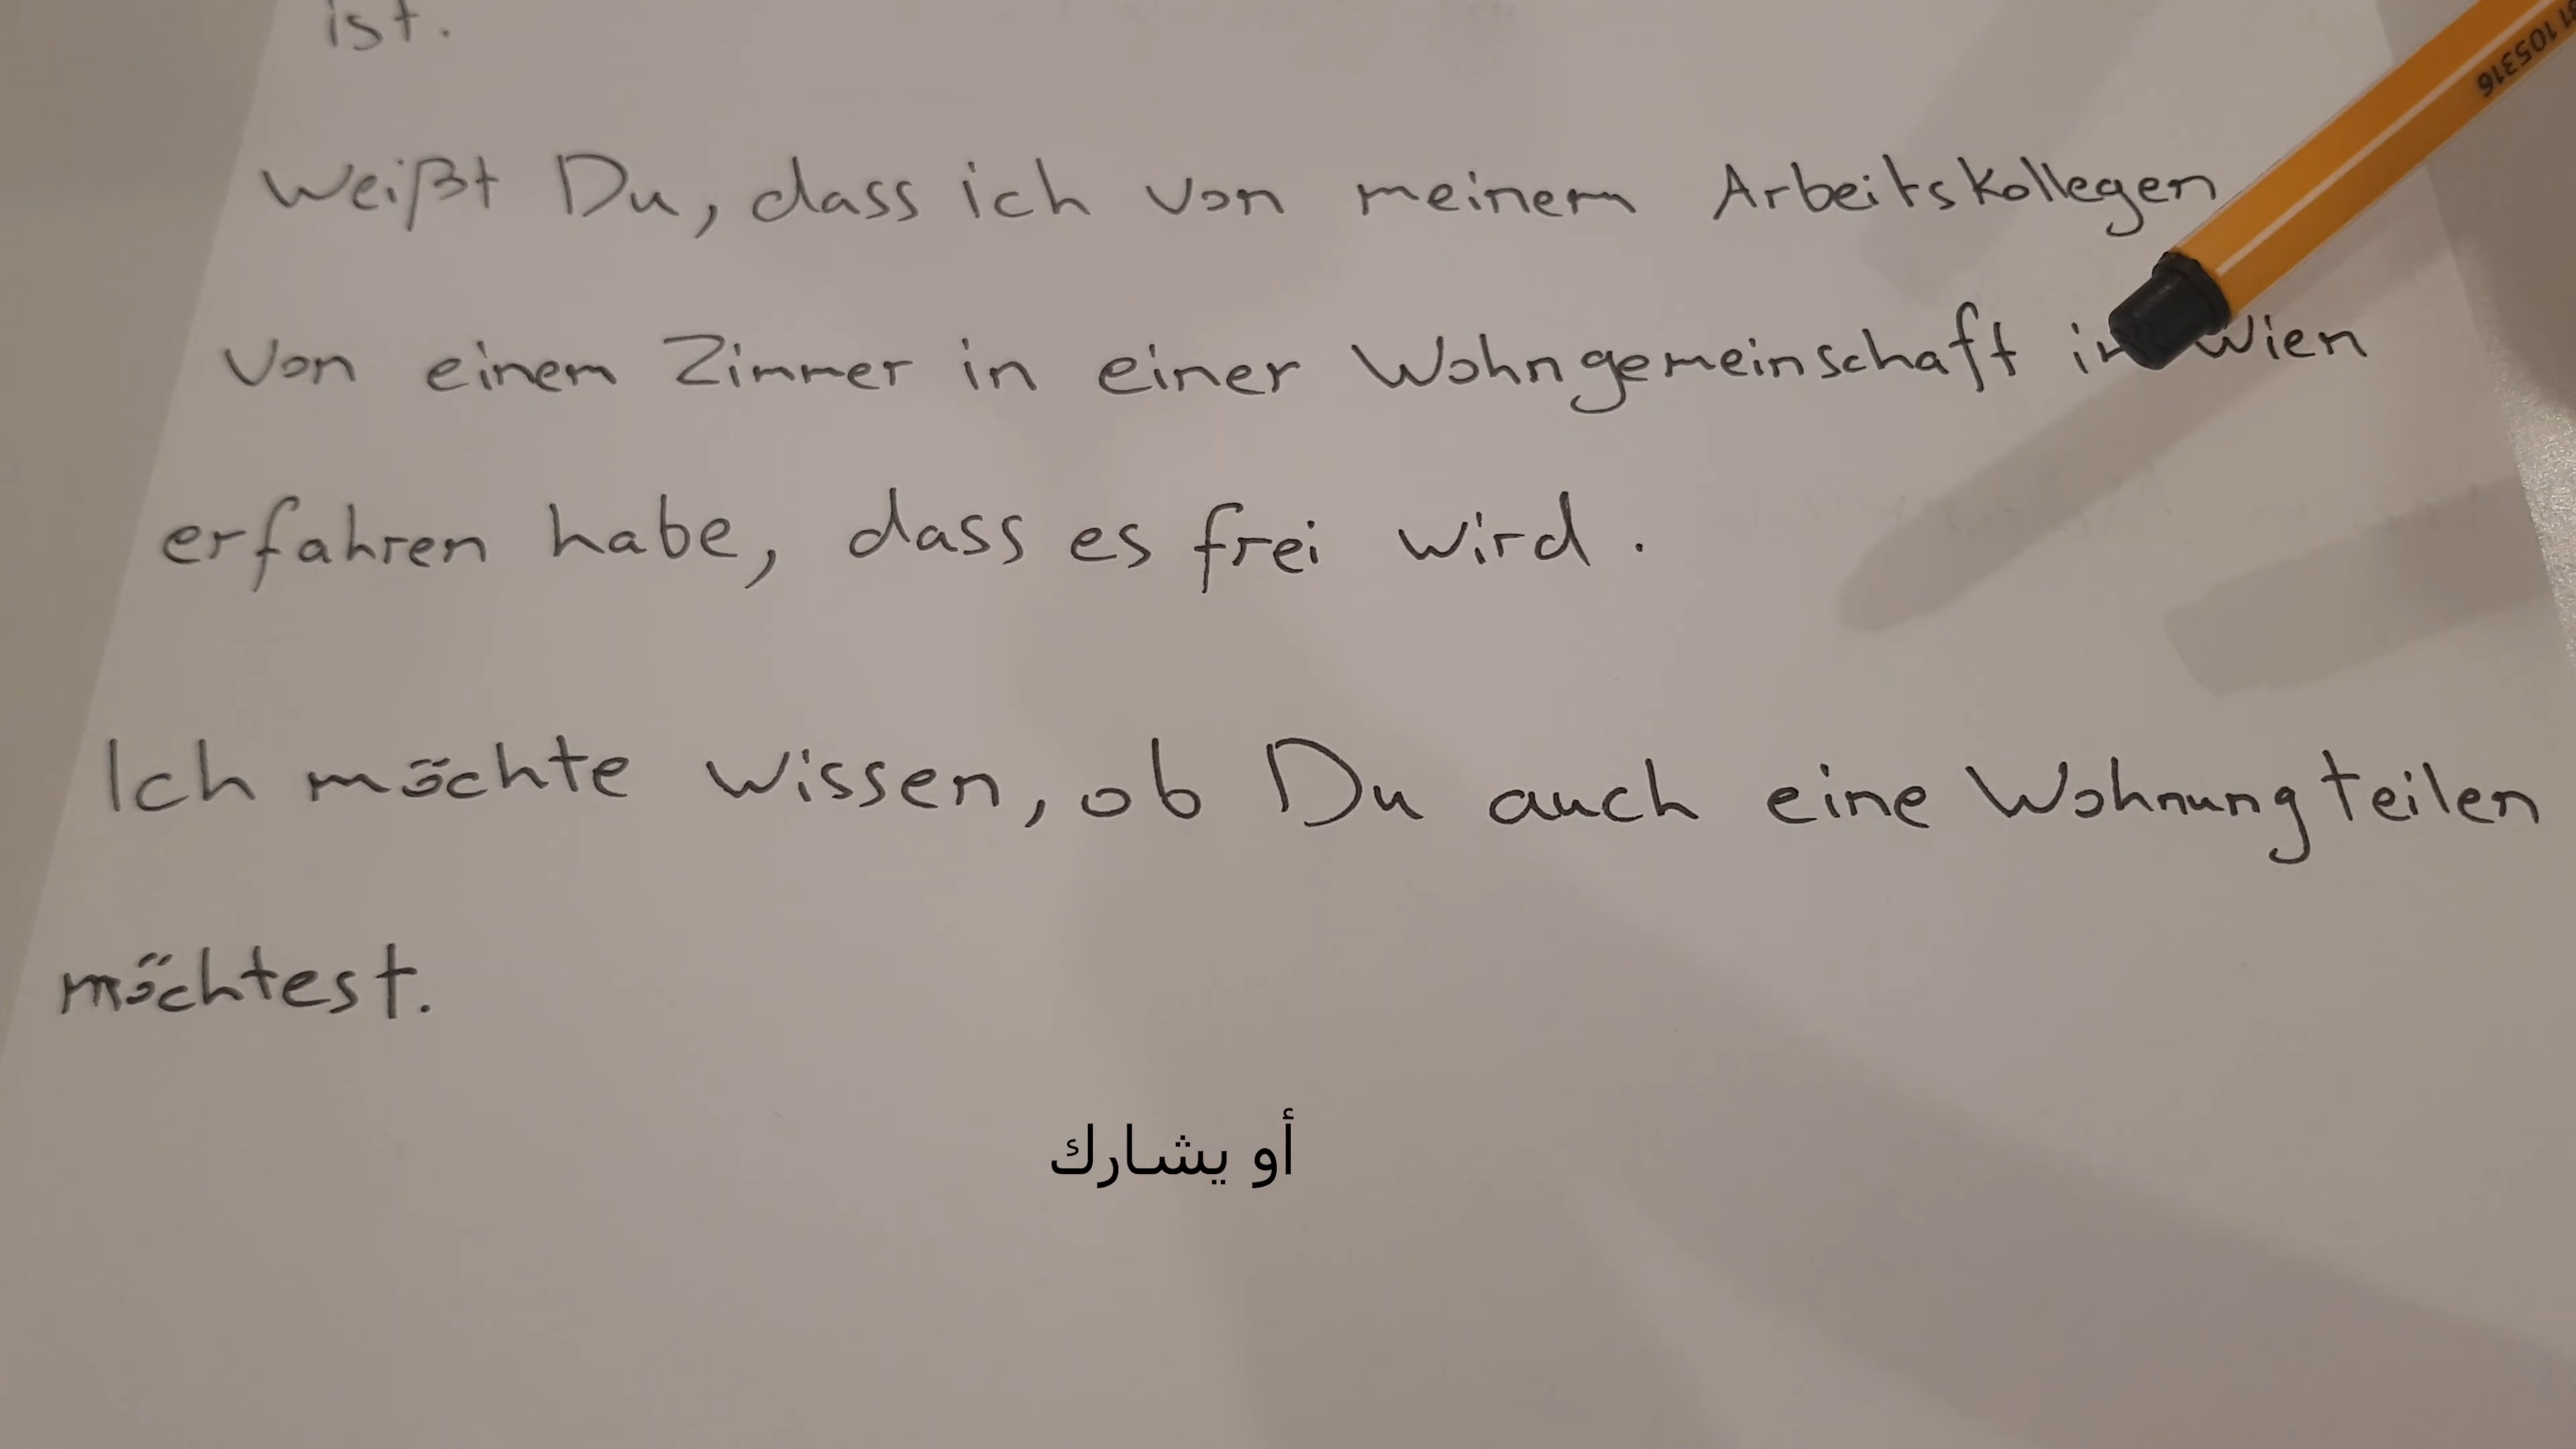 ist.
Weißt Du, dass ich von meinem Arbeitskollegen
von einem Zimmer in einer Wohngemeinschaft in Wien
erfahren habe, dass es frei wird.
Ich möchte wissen, ob Du auch eine Wohnung teilen
möchtest.
أو يشارك